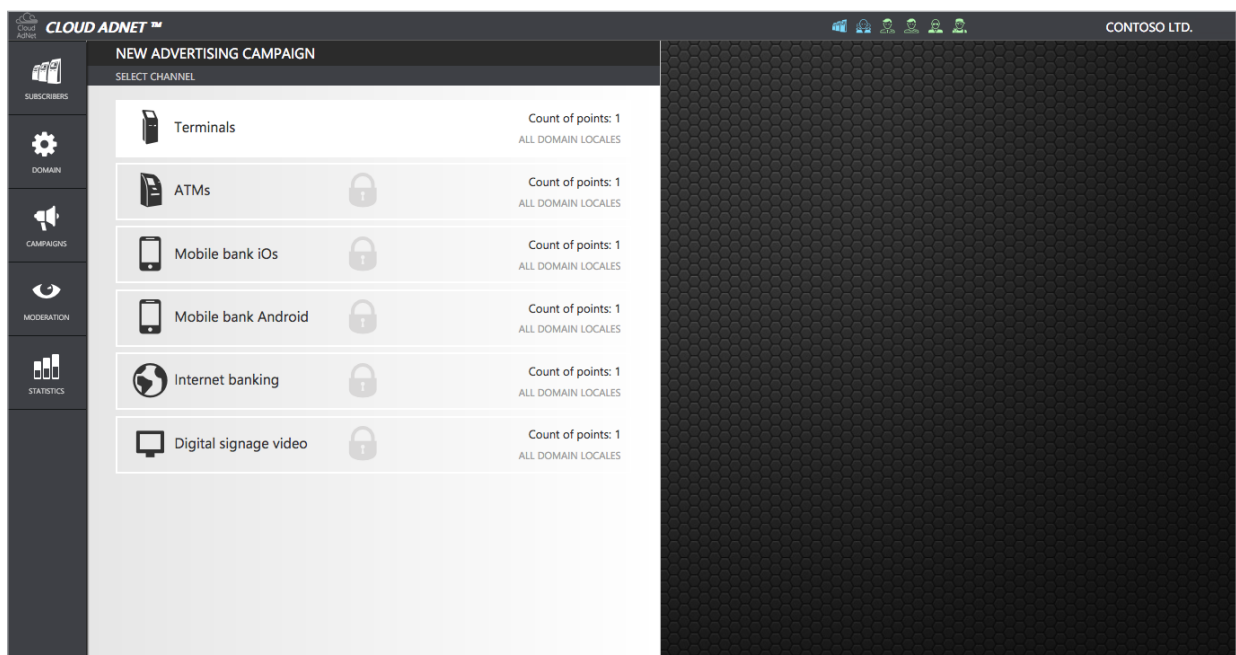 Cloud
AdNet
CLOUD ADNET ™
CONTOSO LTD.
SUBSCRIBERS
DOMAIN
CAMPAIGNS
MODERATION
STATISTICS
NEW ADVERTISING CAMPAIGN
SELECT CHANNEL
Terminals
Count of points: 1
ALL DOMAIN LOCALES
ATMs
Count of points: 1
ALL DOMAIN LOCALES
Mobile bank iOs
Count of points: 1
ALL DOMAIN LOCALES
Mobile bank Android
Count of points: 1
ALL DOMAIN LOCALES
Internet banking
Count of points: 1
ALL DOMAIN LOCALES
Digital signage video
Count of points: 1
ALL DOMAIN LOCALES